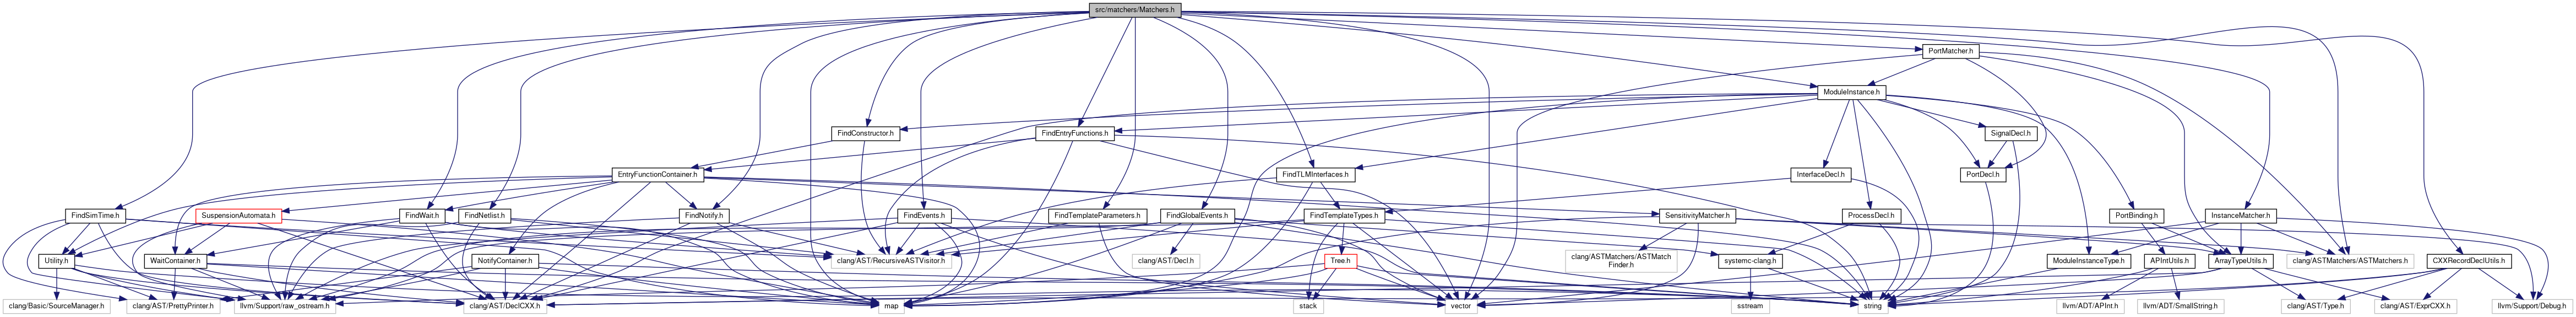 src/matchers/Matchers.h
PortMatcher.h
ModuleInstance.h
FindConstructor.h
FindEntryFunctions.h
SignalDecl.h
EntryFunctionContainer.h
FindTLMInterfaces.h
InterfaceDecl.h
PortDecl.h
FindSimTime.h
SuspensionAutomata.h
FindWait.h
FindNetlist.h
FindNotify.h
FindEvents.h
FindTemplateParameters.h
FindGlobalEvents.h
FindTemplateTypes.h
SensitivityMatcher.h
ProcessDecl.h
PortBinding.h
InstanceMatcher.h
Utility.h
WaitContainer.h
NotifyContainer.h
clang/AST/RecursiveASTVisitor.h
clang/AST/Decl.h
Tree.h
clang/ASTMatchers/ASTMatch
Finder.h
systemc-clang.h
ModuleInstanceType.h
APIntUtils.h
ArrayTypeUtils.h
clang/ASTMatchers/ASTMatchers.h
CXXRecordDeclUtils.h
clang/Basic/SourceManager.h
clang/AST/PrettyPrinter.h
llvm/Support/raw_ostream.h
clang/AST/DeclCXX.h
map
stack
vector
sstream
string
llvm/ADT/APInt.h
llvm/ADT/SmallString.h
clang/AST/Type.h
clang/AST/ExprCXX.h
llvm/Support/Debug.h